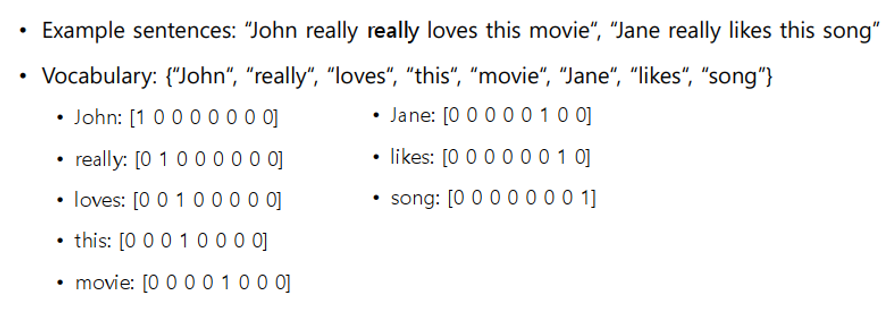 • Example sentences: “John really really loves this movie“, “Jane really likes this song”
• Vocabulary: {“John“, “really“, “loves“, “this“, “movie“, “Jane“, “likes“, “song”}
• John: [1 0 0 0 0 0 0 0]
• really: [0 1 0 0 0 0 0 0]
• loves: [0 0 1 0 0 0 0 0]
• this: [0 0 0 1 0 0 0 0]
• movie: [0 0 0 0 1 0 0 0]
• Jane: [0 0 0 0 0 1 0 0]
• likes: [0 0 0 0 0 0 1 0]
• song: [0 0 0 0 0 0 0 1]